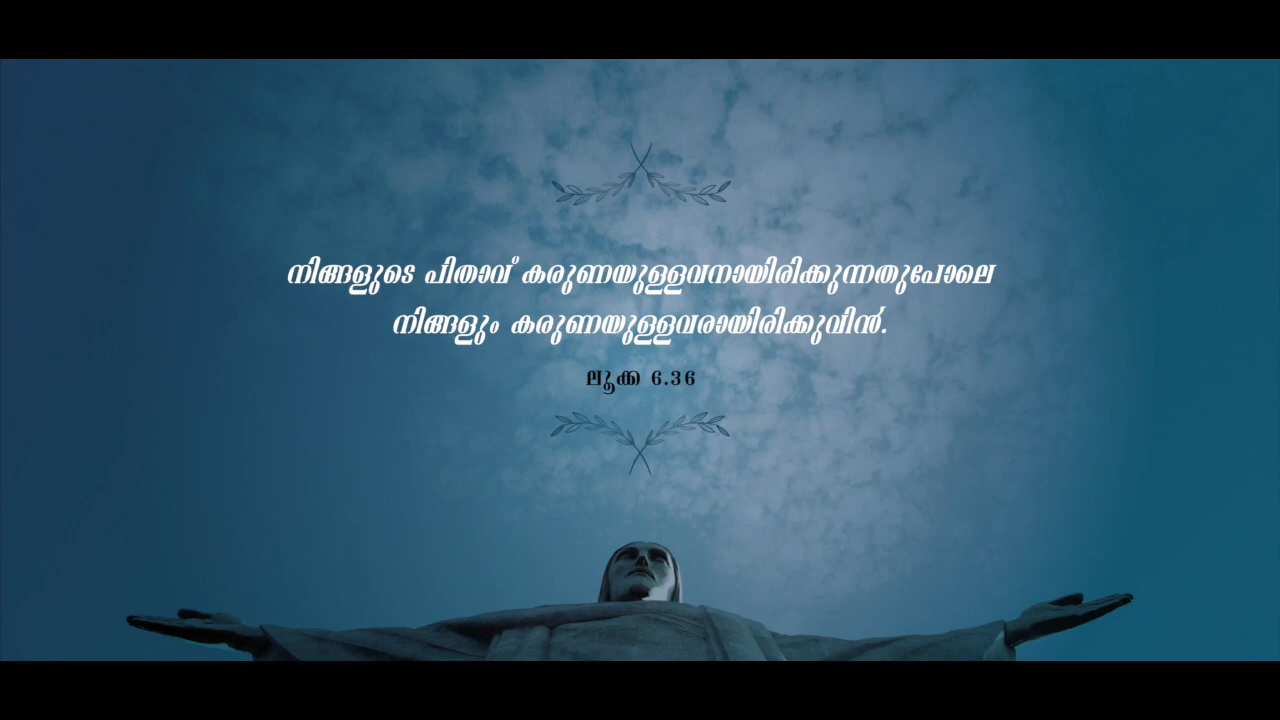 നിങ്ങളുടെ പിതാവ് കരുണയുള്ളവനായിരിക്കുന്നതുപോലെ
നിങ്ങളും കരുണയുള്ളവരായിരിക്കുവിൻ.
ലൂക്ക 6.36